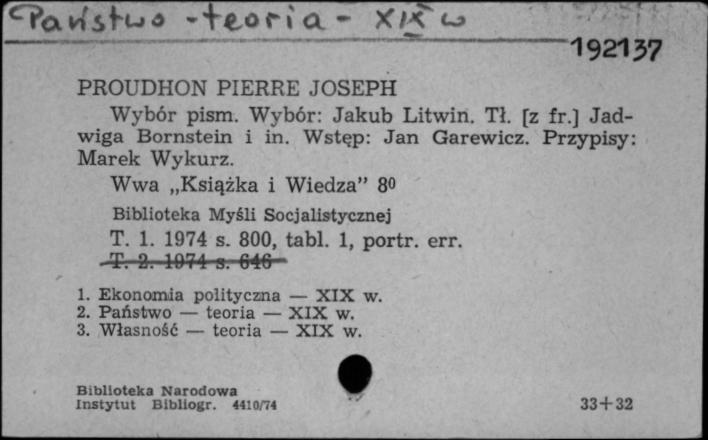 Państwo - teoria - XIX w
192137
PROUDHON PIERRE JOSEPH
Wybór pism. Wybór: Jakub Litwin. Tł. [z fr.] Jad-
wiga Bornstein i in. Wstęp: Jan Garewicz. Przypisy:
Marek Wykurz.
Wwa „Książka i Wiedza” 8⁰
Biblioteka Myśli Socjalistycznej
T. 1. 1974 s. 800, tabl. 1, portr. err.
T. 2. 1974 s. 646
1. Ekonomia polityczna — XIX w.
2. Państwo — teoria — XIX w.
3. Własność — teoria — XIX w.
Biblioteka Narodowa
Instytut Bibliogr. 4410/74
33+32